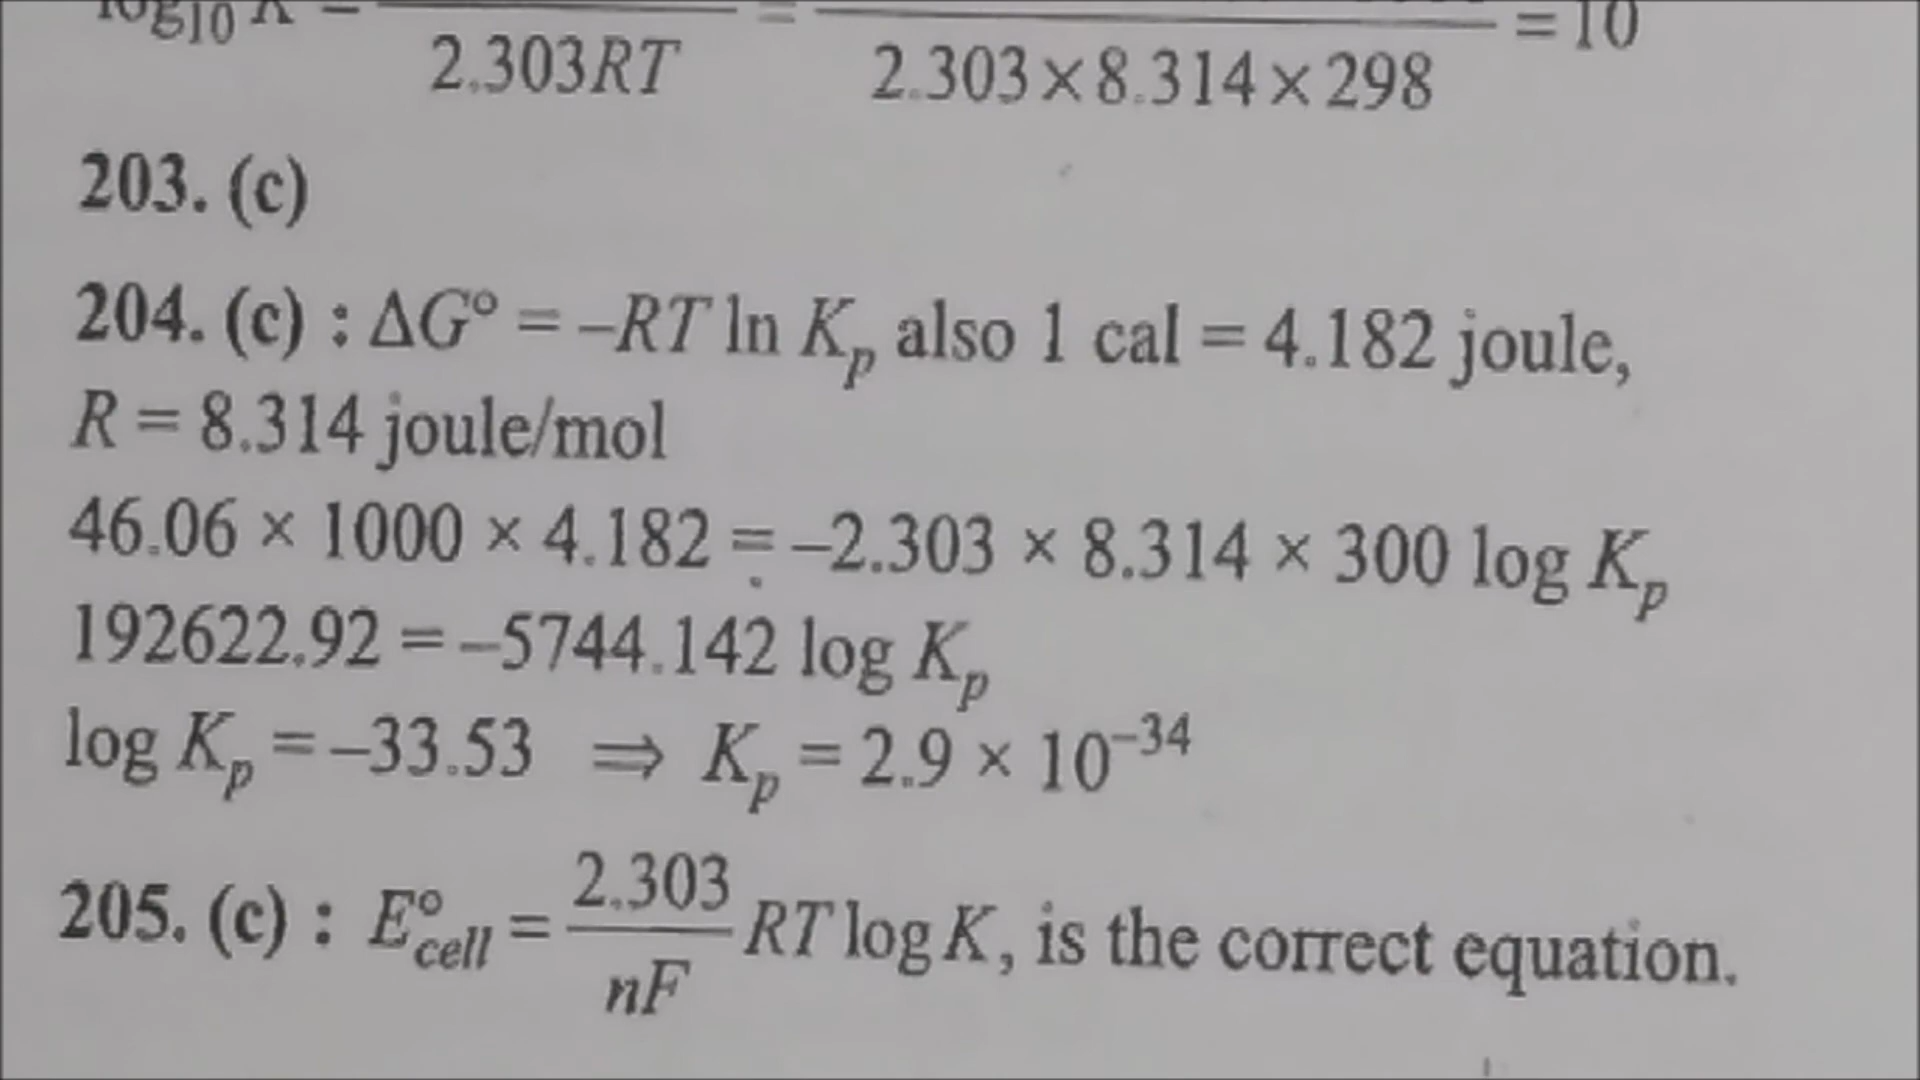 log₁₀ K = ——— = ——— = 10
2.303RT 2.303×8.314×298
203. (c)
204. (c) : ΔG° = –RT ln Kₚ also 1 cal = 4.182 joule,
R = 8.314 joule/mol
46.06 × 1000 × 4.182 = –2.303 × 8.314 × 300 log Kₚ
192622.92 = –5744.142 log Kₚ
log Kₚ = –33.53 ⇒ Kₚ = 2.9 × 10⁻³⁴
205. (c) : E°cell = 2.303/nF RT log K, is the correct equation.